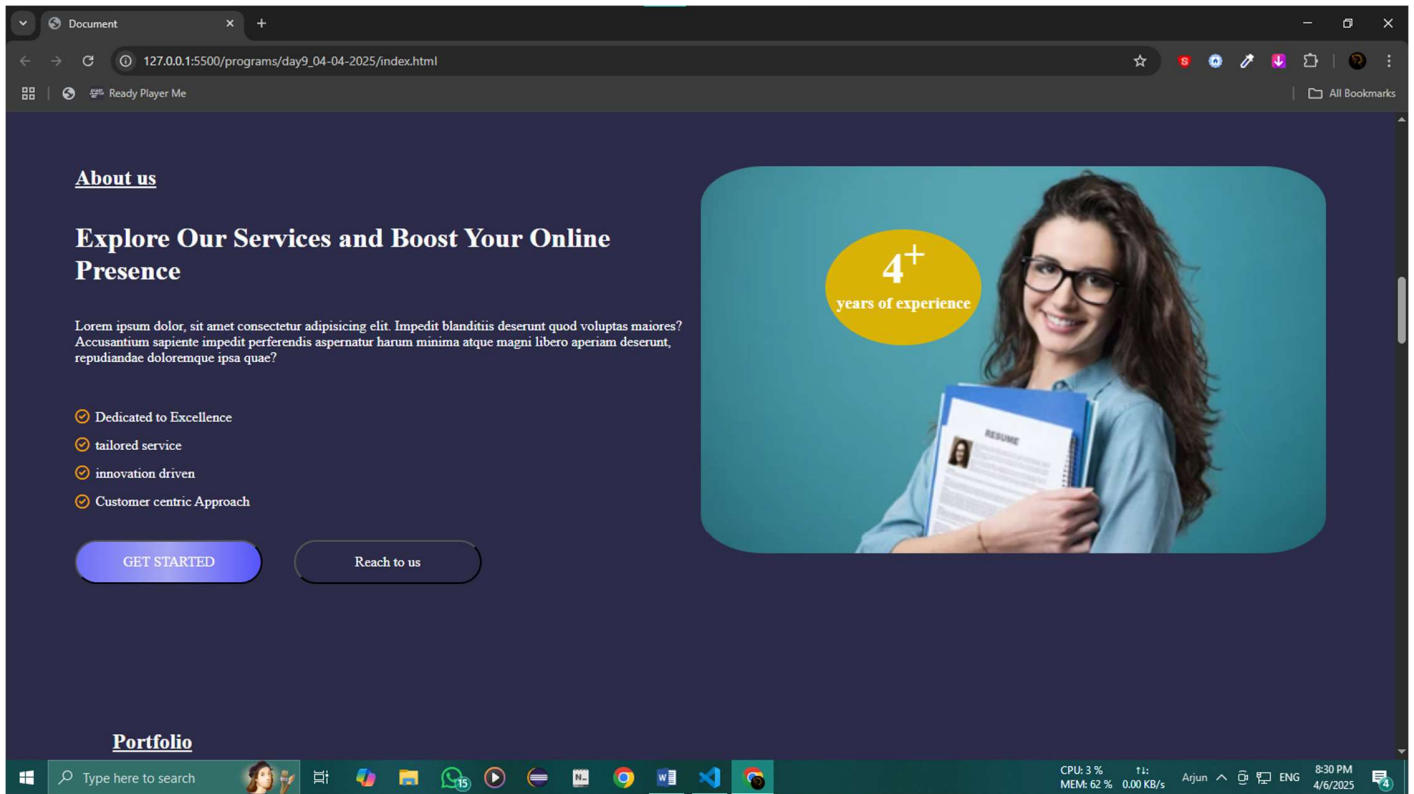 Document
127.0.0.1:5500/programs/day9_04-04-2025/index.html
Ready Player Me
All Bookmarks
About us
Explore Our Services and Boost Your Online
Presence
Lorem ipsum dolor, sit amet consectetur adipisicing elit. Impedit blanditiis deserunt quod voluptas maiores?
Accusantium sapiente impedit perferendis aspernatur harum minima atque magni libero aperiam deserunt,
repudiandae doloremque ipsa quae?
Dedicated to Excellence
tailored service
innovation driven
Customer centric Approach
GET STARTED
Reach to us
4+
years of experience
RESUME
Portfolio
Type here to search
15
CPU: 3 %
MEM: 62 %
↑↓:
0.00 KB/s
Arjun
ENG
8:30 PM
4/6/2025
4